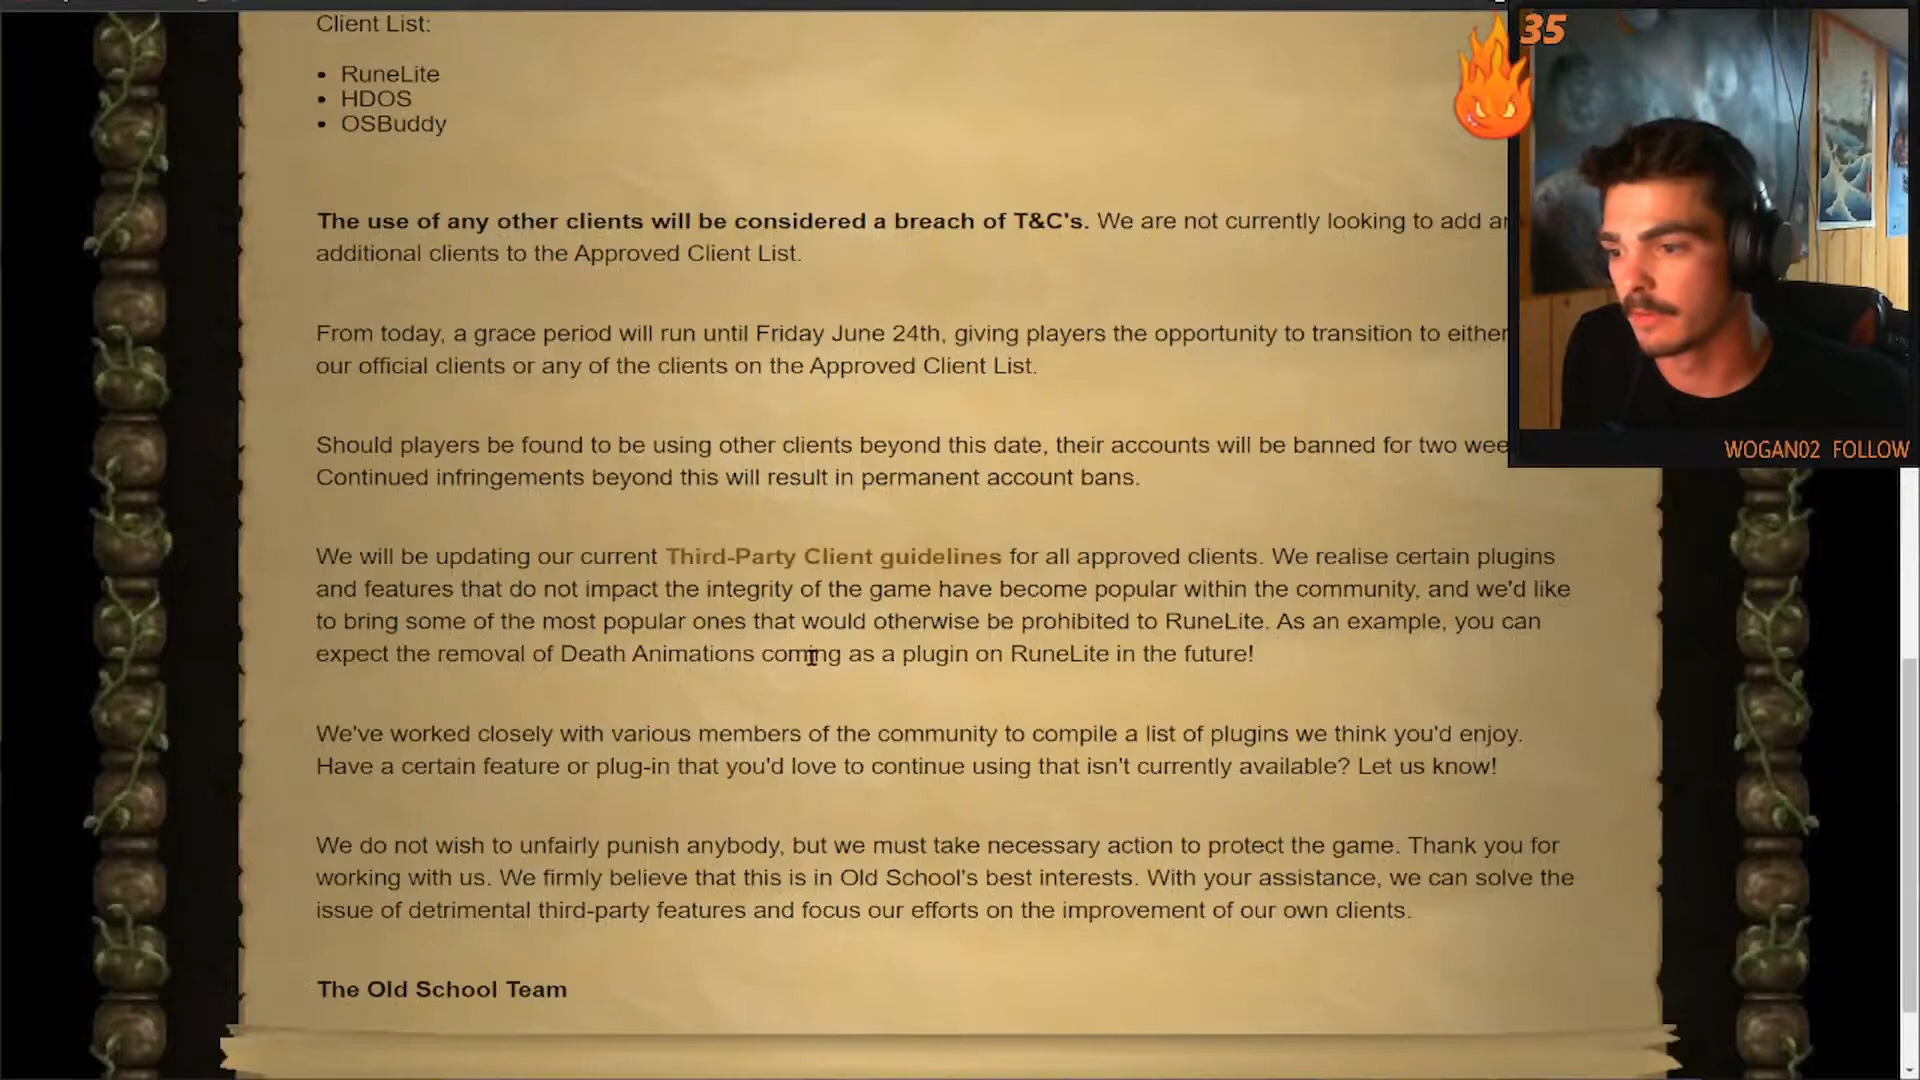 Client List:
35
• RuneLite
• HDOS
• OSBuddy
The use of any other clients will be considered a breach of T&C's. We are not currently looking to add
additional clients to the Approved Client List.
From today, a grace period will run until Friday June 24th, giving players the opportunity to transition to either
our official clients or any of the clients on the Approved Client List.
Should players be found to be using other clients beyond this date, their accounts will be banned for two
WOGAN02 FOLLOW
Continued infringements beyond this will result in permanent account bans.
We will be updating our current Third-Party Client guidelines for all approved clients. We realise certain plugins
and features that do not impact the integrity of the game have become popular within the community, and we'd like
to bring some of the most popular ones that would otherwise be prohibited to RuneLite. As an example, you can
expect the removal of Death Animations coming as a plugin on RuneLite in the future!
We've worked closely with various members of the community to compile a list of plugins we think you'd enjoy.
Have a certain feature or plug-in that you'd love to continue using that isn't currently available? Let us know!
We do not wish to unfairly punish anybody, but we must take necessary action to protect the game. Thank you for
working with us. We firmly believe that this is in Old School's best interests. With your assistance, we can solve the
issue of detrimental third-party features and focus our efforts on the improvement of our own clients.
The Old School Team